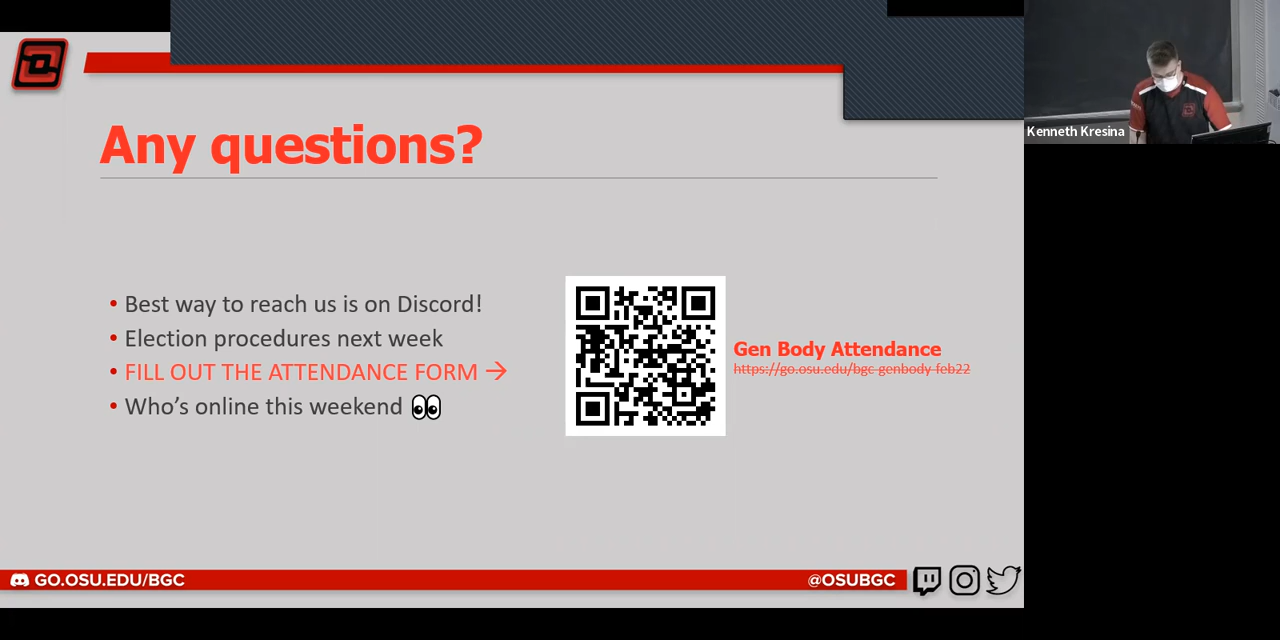 Kenneth Kresina
Any questions?
• Best way to reach us is on Discord!
• Election procedures next week
• FILL OUT THE ATTENDANCE FORM →
• Who's online this weekend 👀
Gen Body Attendance
https://go.osu.edu/bgc-genbody-feb22
GO.OSU.EDU/BGC
@OSUBGC